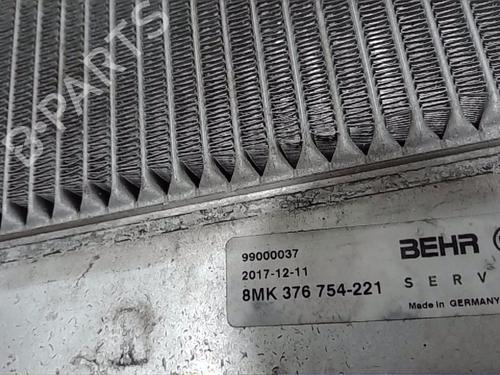 B-PARTS
99000037
2017-12-11
8MK 376 754-221
BEHR
SERV
Made in GERMANY